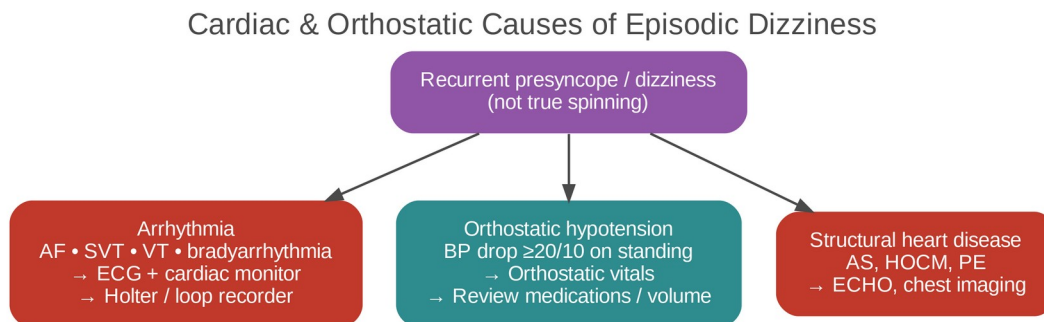 Cardiac & Orthostatic Causes of Episodic Dizziness
Recurrent presyncope / dizziness
(not true spinning)
Arrhythmia
AF • SVT • VT • bradyarrhythmia
→ ECG + cardiac monitor
→ Holter / loop recorder
Orthostatic hypotension
BP drop ≥20/10 on standing
→ Orthostatic vitals
→ Review medications / volume
Structural heart disease
AS, HOCM, PE
→ ECHO, chest imaging